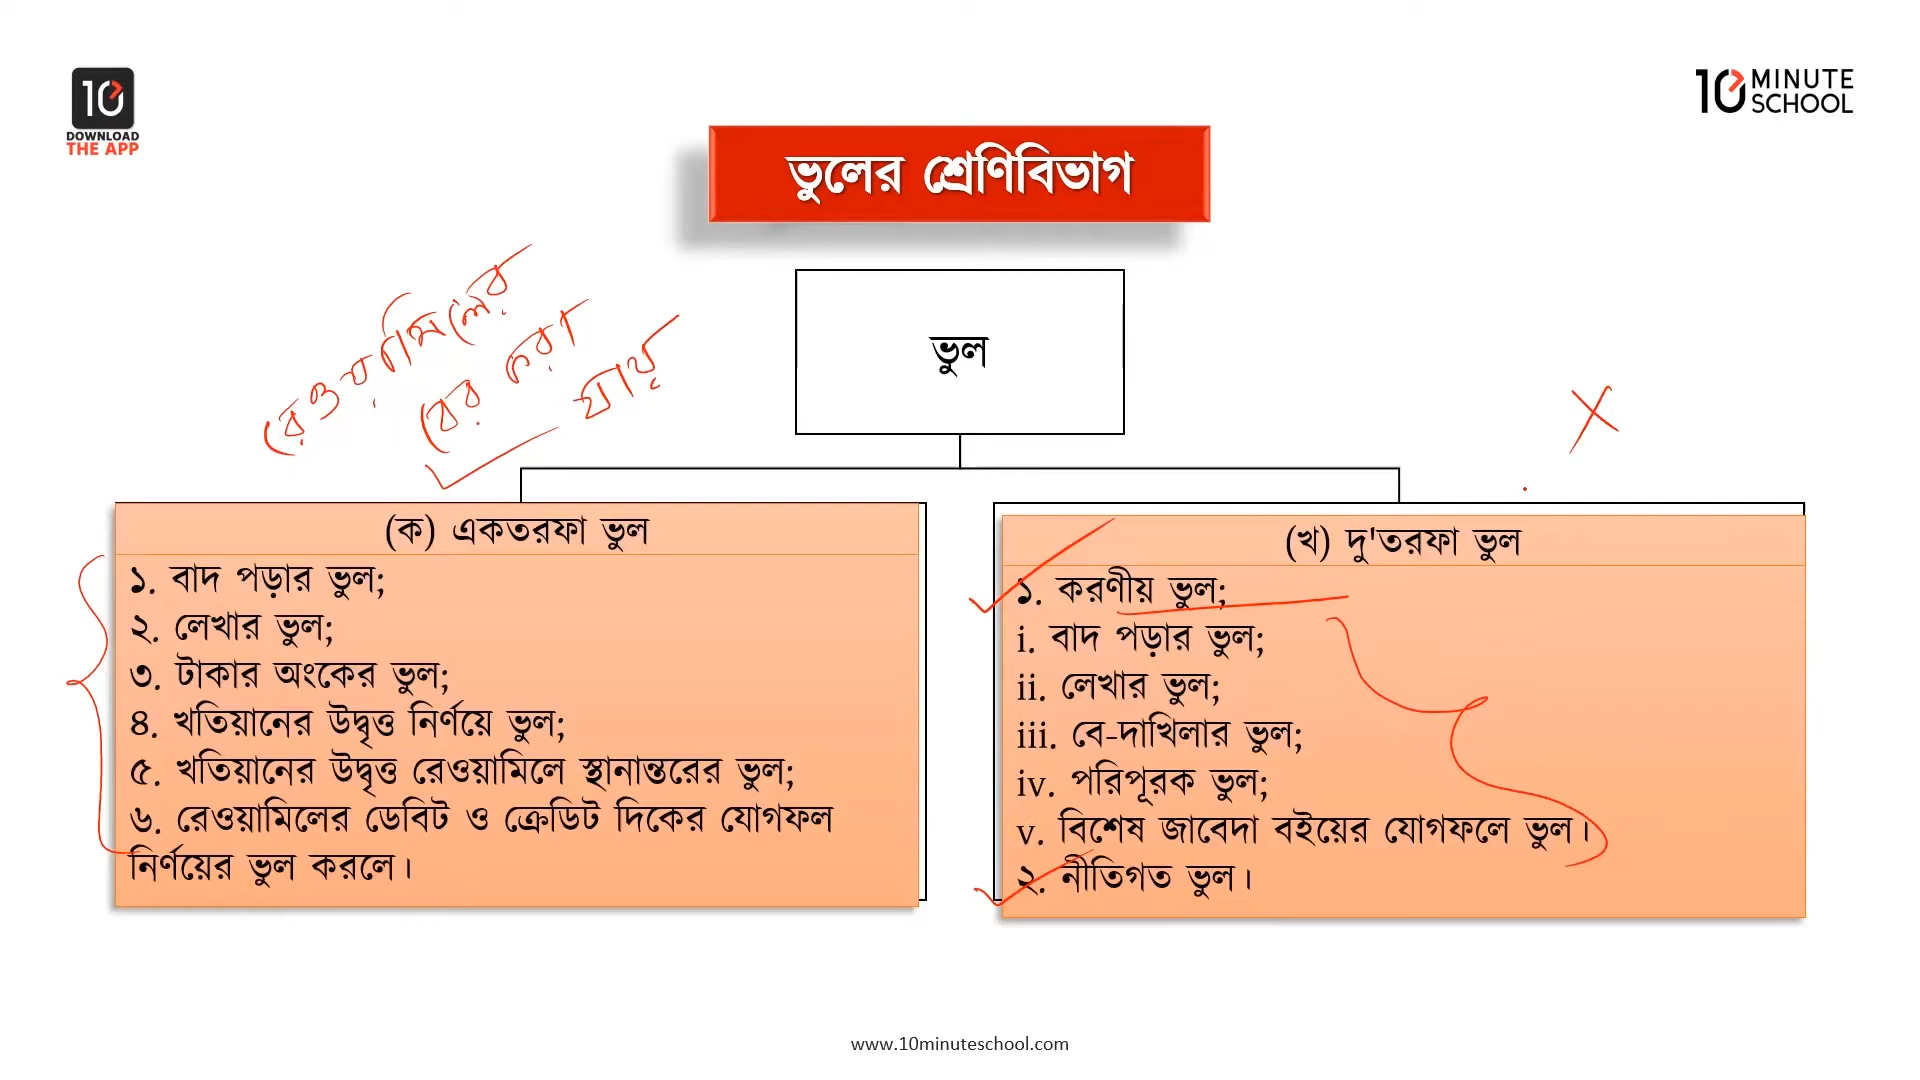 10
DOWNLOAD
THE APP
10 MINUTE
SCHOOL
ভুলের শ্রেণিবিভাগ
ভুল
রেওয়ামিলের
বের করা
যায়
(ক) একতরফা ভুল
১. বাদ পড়ার ভুল;
২. লেখার ভুল;
৩. টাকার অংকের ভুল;
৪. খতিয়ানের উদ্বৃত্ত নির্ণয়ে ভুল;
৫. খতিয়ানের উদ্বৃত্ত রেওয়ামিলে স্থানান্তরের ভুল;
৬. রেওয়ামিলের ডেবিট ও ক্রেডিট দিকের যোগফল
নির্ণয়ের ভুল করলে।
(খ) দু'তরফা ভুল
১. করণীয় ভুল;
i. বাদ পড়ার ভুল;
ii. লেখার ভুল;
iii. বে-দাখিলার ভুল;
iv. পরিপূরক ভুল;
v. বিশেষ জাবেদা বইয়ের যোগফলে ভুল।
২. নীতিগত ভুল।
www.10minuteschool.com